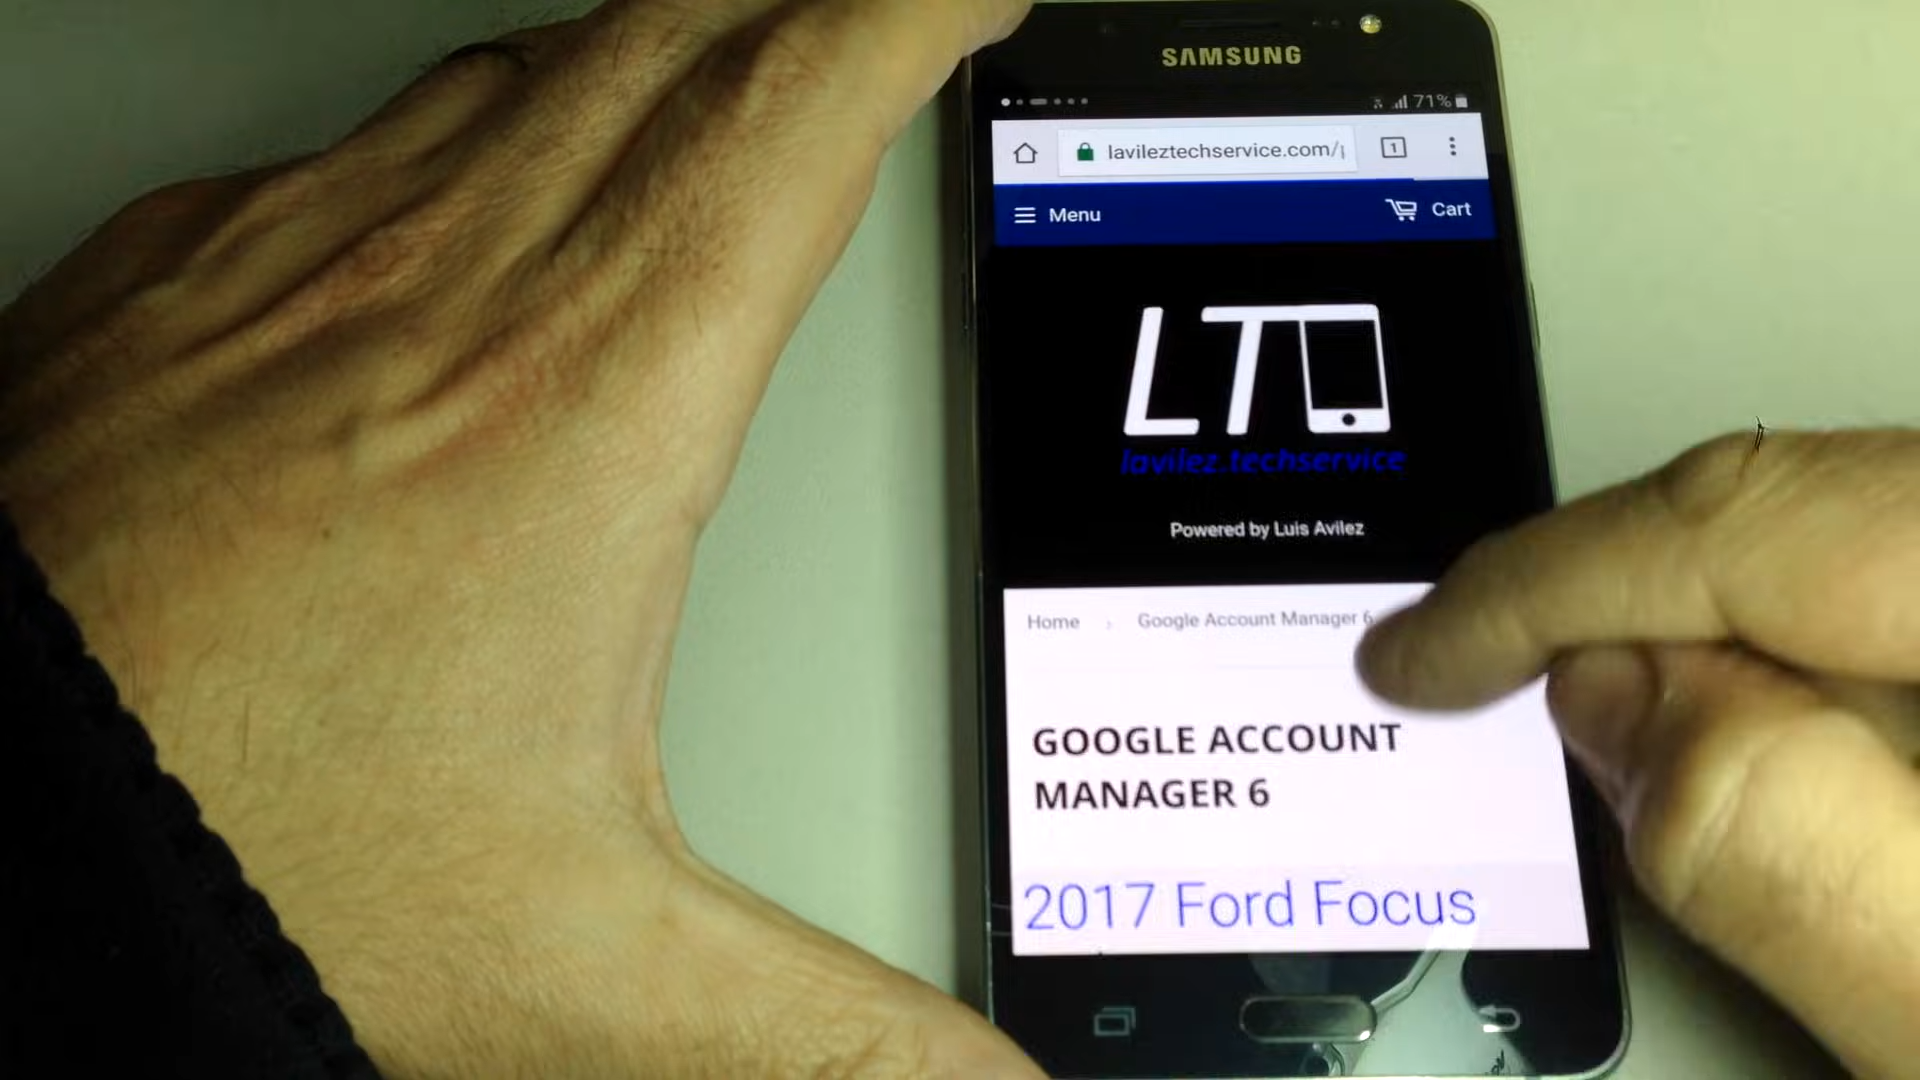 SAMSUNG
71%
lavileztechservice.com/
1
Menu
Cart
LT
lavilez.techservice
Powered by Luis Avilez
Home › Google Account Manager 6
GOOGLE ACCOUNT
MANAGER 6
2017 Ford Focus